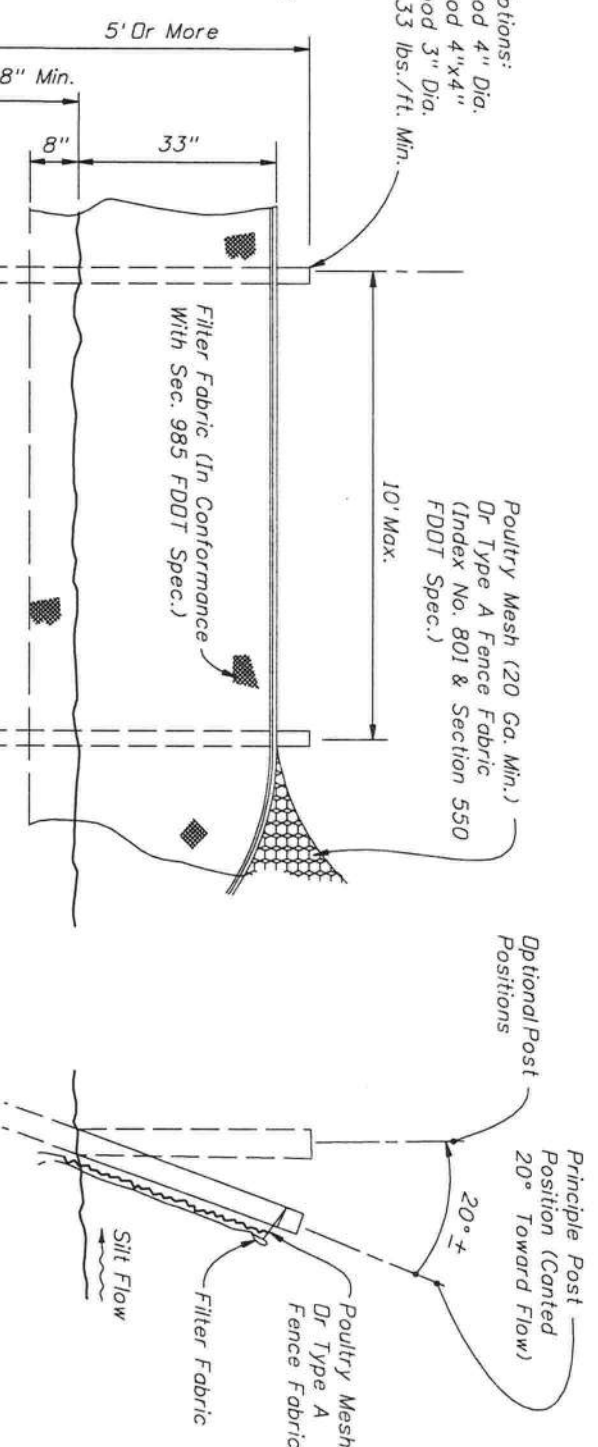 ptions:
od 4" Dia.
od 4"x4"
od 3" Dia.
33 lbs./ft. Min.
5' Or More
8" Min.
8"
33"
10' Max.
Filter Fabric (In Conformance
With Sec. 985 FDOT Spec.)
Poultry Mesh (20 Ga. Min.)
Or Type A Fence Fabric
(Index No. 801 & Section 550
FDOT Spec.)
Optional Post
Positions
Principle Post
Position (Canted
20° Toward Flow)
20° ±
Poultry Mesh
Or Type A
Fence Fabric
Filter Fabric
Silt Flow